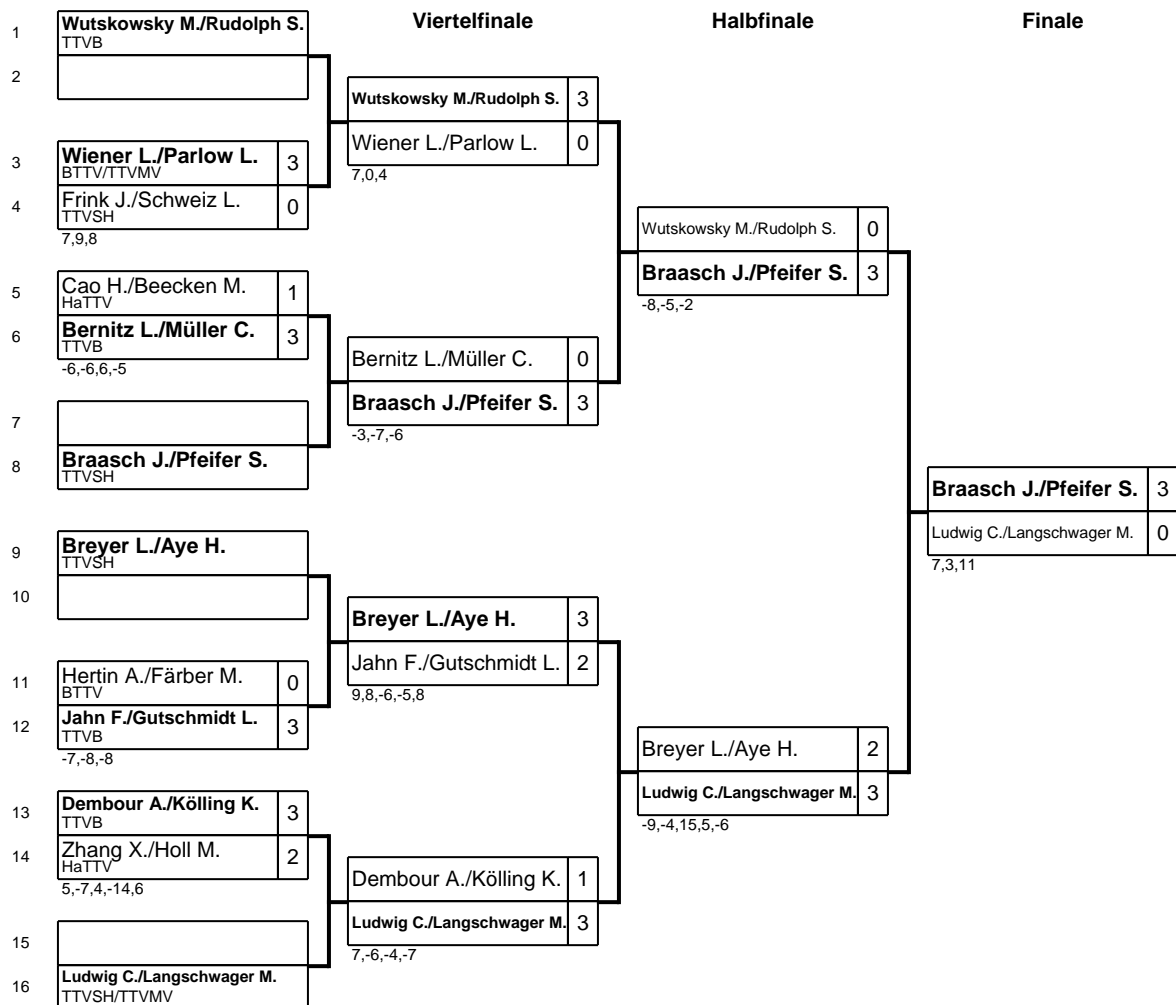 Viertelfinale
Halbfinale
Finale
1
Wutskowsky M./Rudolph S.
TTVB
2
3
Wiener L./Parlow L. 3
BTTV/TTVMV
4
Frink J./Schweiz L. 0
TTVSH
7,9,8
5
Cao H./Beecken M. 1
HaTTV
6
Bernitz L./Müller C. 3
TTVB
-6,-6,6,-5
7
8
Braasch J./Pfeifer S.
TTVSH
9
Breyer L./Aye H.
TTVSH
10
11
Hertin A./Färber M. 0
BTTV
12
Jahn F./Gutschmidt L. 3
TTVB
-7,-8,-8
13
Dembour A./Kölling K. 3
TTVB
14
Zhang X./Holl M. 2
HaTTV
5,-7,4,-14,6
15
16
Ludwig C./Langschwager M.
TTVSH/TTVMV
Wutskowsky M./Rudolph S. 3
Wiener L./Parlow L. 0
7,0,4
Bernitz L./Müller C. 0
Braasch J./Pfeifer S. 3
-3,-7,-6
Breyer L./Aye H. 3
Jahn F./Gutschmidt L. 2
9,8,-6,-5,8
Dembour A./Kölling K. 1
Ludwig C./Langschwager M. 3
7,-6,-4,-7
Wutskowsky M./Rudolph S. 0
Braasch J./Pfeifer S. 3
-8,-5,-2
Breyer L./Aye H. 2
Ludwig C./Langschwager M. 3
-9,-4,15,5,-6
Braasch J./Pfeifer S. 3
Ludwig C./Langschwager M. 0
7,3,11